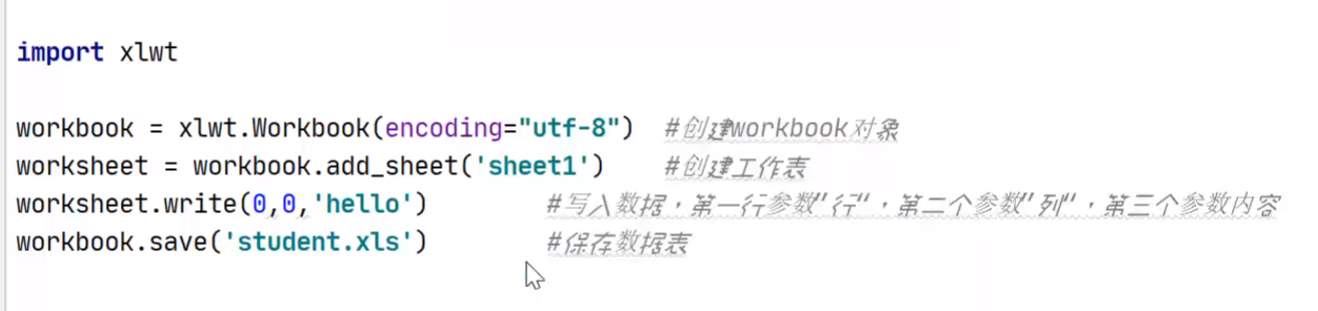 import xlwt
workbook = xlwt.Workbook(encoding="utf-8")  #创建workbook对象
worksheet = workbook.add_sheet('sheet1')    #创建工作表
worksheet.write(0,0,'hello')        #写入数据，第一行参数"行"，第二个参数"列"，第三个参数内容
workbook.save('student.xls')        #保存数据表